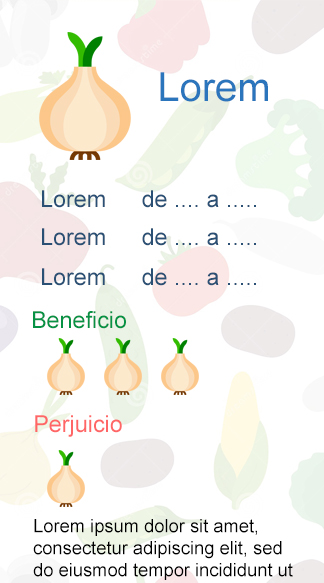 Lorem
Lorem de .... a .....
Lorem de .... a .....
Lorem de .... a .....
Beneficio
Perjuicio
Lorem ipsum dolor sit amet,
consectetur adipiscing elit, sed
do eiusmod tempor incididunt ut